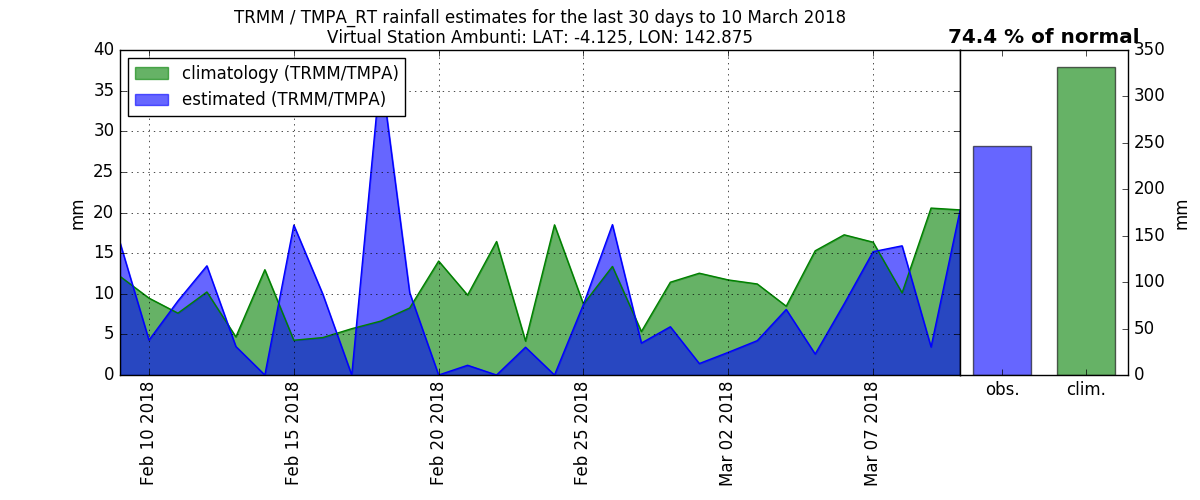 TRMM / TMPA_RT rainfall estimates for the last 30 days to 10 March 2018
Virtual Station Ambunti: LAT: -4.125, LON: 142.875
74.4 % of normal
climatology (TRMM/TMPA)
estimated (TRMM/TMPA)
mm
40
35
30
25
20
15
10
5
0
Feb 10 2018
Feb 15 2018
Feb 20 2018
Feb 25 2018
Mar 02 2018
Mar 07 2018
obs.
clim.
350
300
250
200
150
100
50
0
mm